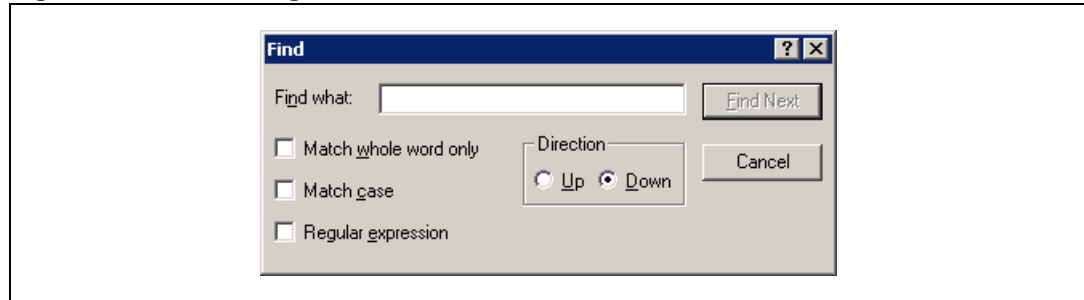 Find
Find what:
Find Next
Match whole word only
Direction
Cancel
Up Down
Match case
Regular expression